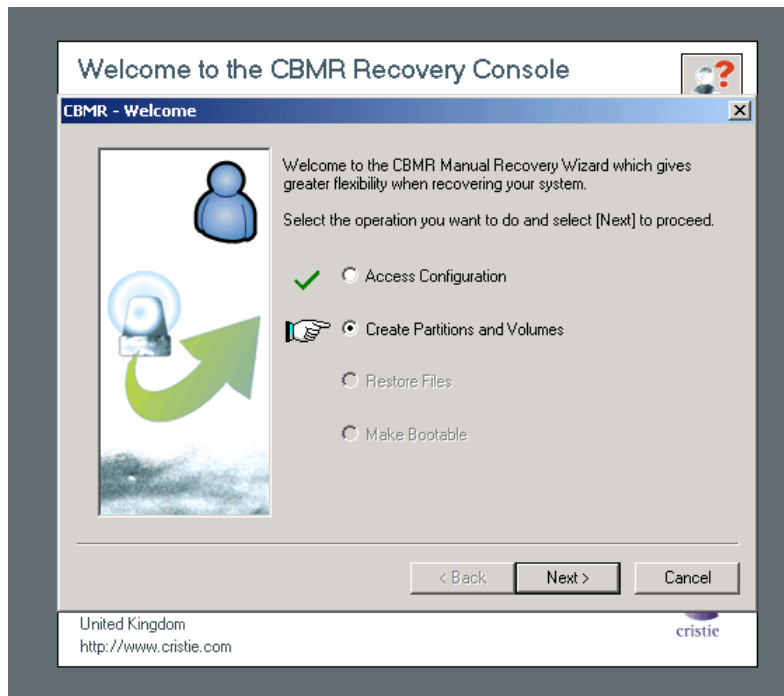 Welcome to the CBMR Recovery Console
CBMR - Welcome
Welcome to the CBMR Manual Recovery Wizard which gives
greater flexibility when recovering your system.
Select the operation you want to do and select [Next] to proceed.
Access Configuration
Create Partitions and Volumes
Restore Files
Make Bootable
< Back
Next >
Cancel
United Kingdom
http://www.cristie.com
cristie